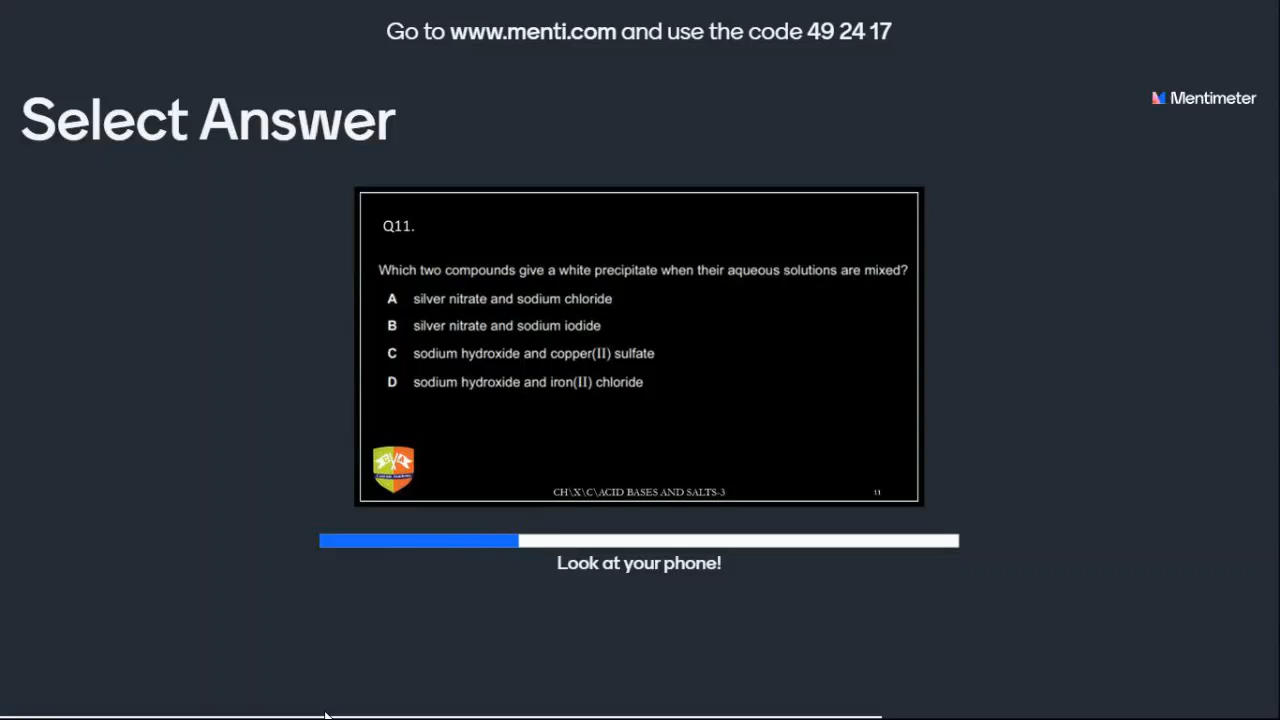 Go to www.menti.com and use the code 49 24 17
Select Answer
Mentimeter
Q11.
Which two compounds give a white precipitate when their aqueous solutions are mixed?
A silver nitrate and sodium chloride
B silver nitrate and sodium iodide
C sodium hydroxide and copper(II) sulfate
D sodium hydroxide and iron(II) chloride
CH\X\C\ACID BASES AND SALTS-3
11
Look at your phone!